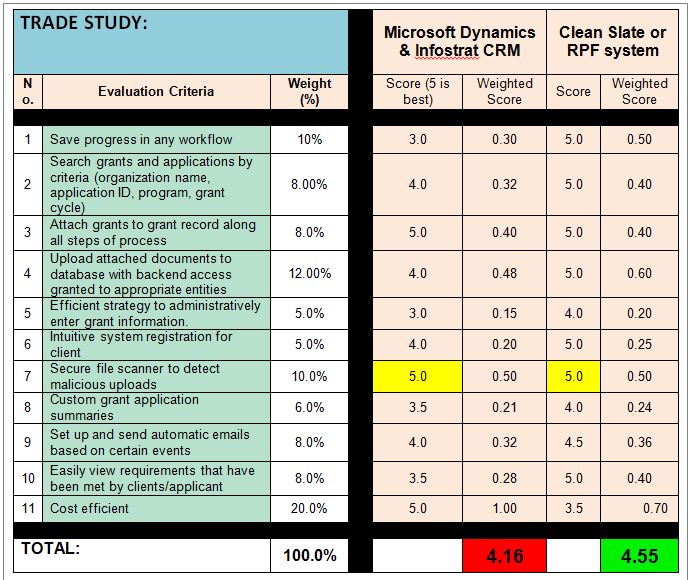 TRADE STUDY:
Microsoft Dynamics
& Infostrat CRM
Clean Slate or
RPF system
N
o.
Evaluation Criteria
Weight
(%)
Score (5 is
best)
Weighted
Score
Score
Weighted
Score
1 Save progress in any workflow 10% 3.0 0.30 5.0 0.50
2 Search grants and applications by
criteria (organization name,
application ID, program, grant
cycle) 8.00% 4.0 0.32 5.0 0.40
3 Attach grants to grant record along
all steps of process 8.0% 5.0 0.40 5.0 0.40
4 Upload attached documents to
database with backend access
granted to appropriate entities 12.00% 4.0 0.48 5.0 0.60
5 Efficient strategy to administratively
enter grant information. 5.0% 3.0 0.15 4.0 0.20
6 Intuitive system registration for
client 5.0% 4.0 0.20 5.0 0.25
7 Secure file scanner to detect
malicious uploads 10.0% 5.0 0.50 5.0 0.50
8 Custom grant application
summaries 6.0% 3.5 0.21 4.0 0.24
9 Set up and send automatic emails
based on certain events 8.0% 4.0 0.32 4.5 0.36
10 Easily view requirements that have
been met by clients/applicant 8.0% 3.5 0.28 5.0 0.40
11 Cost efficient 20.0% 5.0 1.00 3.5 0.70
TOTAL: 100.0% 4.16 4.55